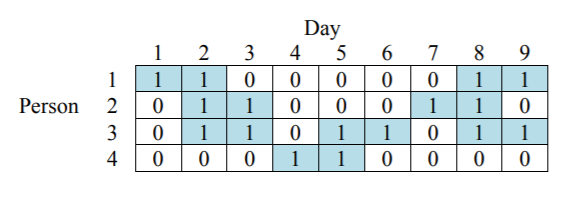 Day
1 2 3 4 5 6 7 8 9
1 1 1 0 0 0 0 0 1 1
Person 2 0 1 1 0 0 0 1 1 0
3 0 1 1 0 1 1 0 1 1
4 0 0 0 1 1 0 0 0 0